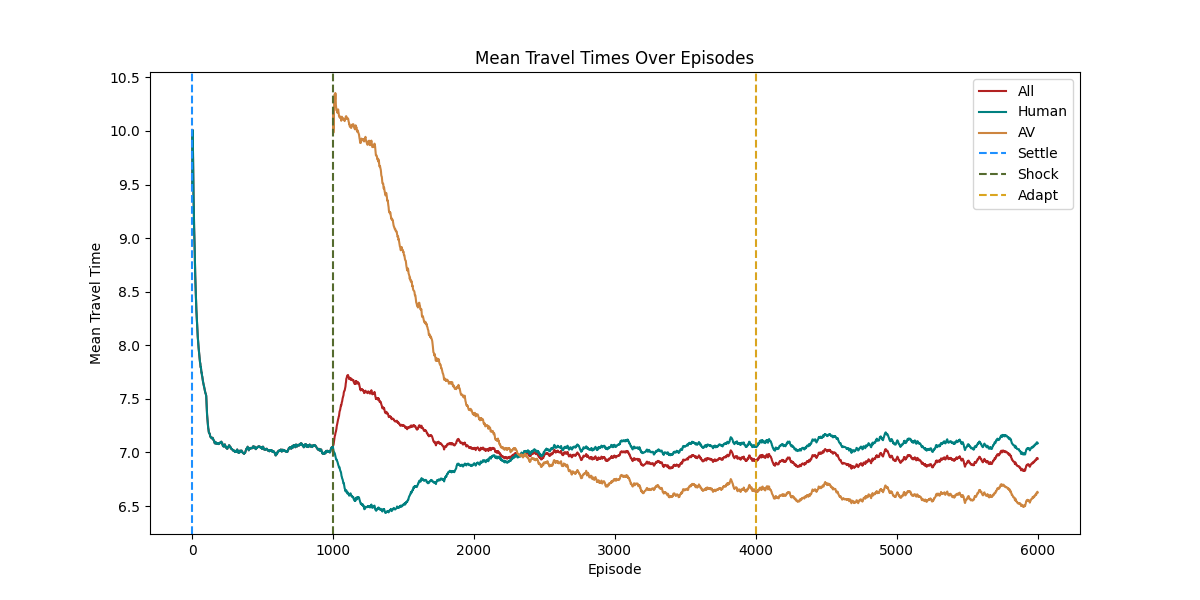 Mean Travel Times Over Episodes
10.5
10.0
9.5
9.0
8.5
8.0
7.5
7.0
6.5
Mean Travel Time
All
Human
AV
Settle
Shock
Adapt
0 1000 2000 3000 4000 5000 6000
Episode